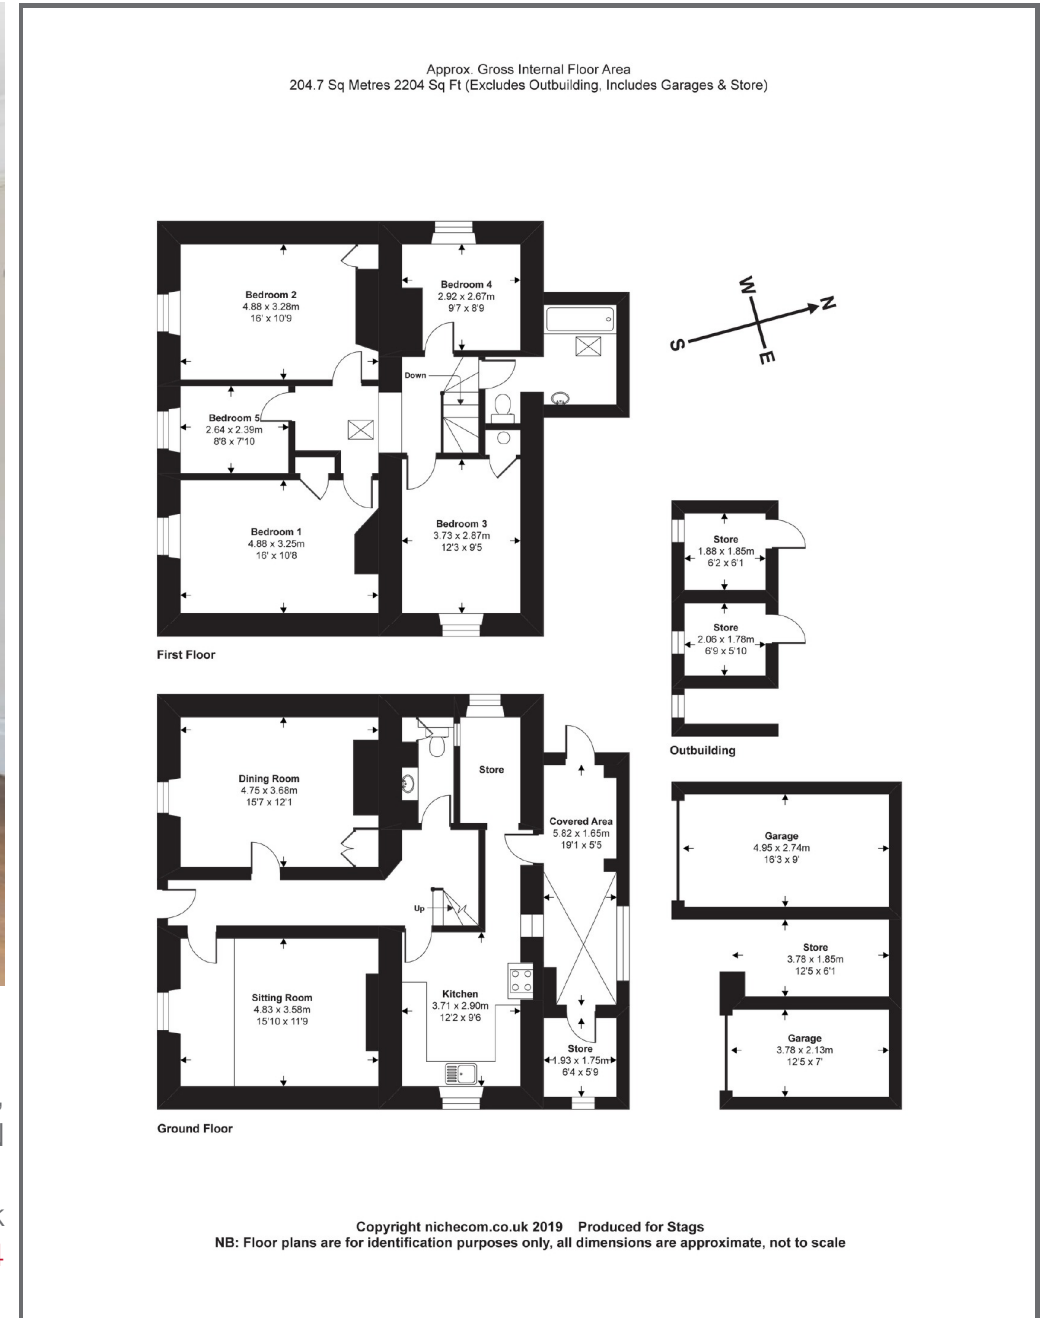 Approx. Gross Internal Floor Area
204.7 Sq Metres 2204 Sq Ft (Excludes Outbuilding, Includes Garages & Store)
Bedroom 2
4.88 x 3.28m
16' x 10'9
Bedroom 4
2.92 x 2.67m
9'7 x 8'9
W
N
S
E
Down
Bedroom 5
2.64 x 2.39m
8'8 x 7'10
Bedroom 1
4.88 x 3.25m
16' x 10'8
Bedroom 3
3.73 x 2.87m
12'3 x 9'5
First Floor
Store
1.88 x 1.85m
6'2 x 6'1
Store
2.06 x 1.78m
6'9 x 5'10
Outbuilding
Dining Room
4.75 x 3.68m
15'7 x 12'1
Store
Covered Area
5.82 x 1.65m
19'1 x 5'5
Up
Sitting Room
4.83 x 3.58m
15'10 x 11'9
Kitchen
3.71 x 2.90m
12'2 x 9'6
Store
1.93 x 1.75m
6'4 x 5'9
Ground Floor
Garage
4.95 x 2.74m
16'3 x 9'
Store
3.78 x 1.85m
12'5 x 6'1
Garage
3.78 x 2.13m
12'5 x 7'
Copyright nichecom.co.uk 2019 Produced for Stags
NB: Floor plans are for identification purposes only, all dimensions are approximate, not to scale